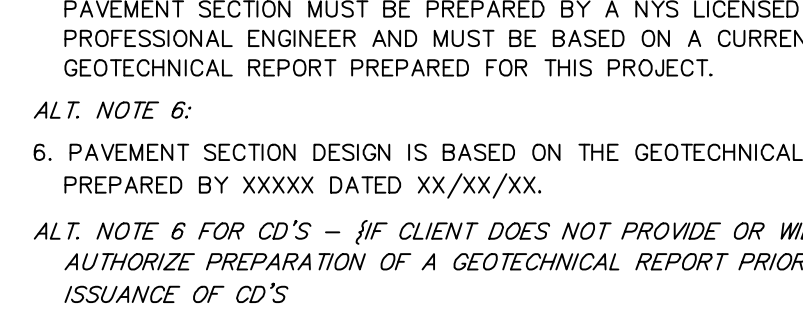 PAVEMENT SECTION MUST BE PREPARED BY A NYS LICENSED
PROFESSIONAL ENGINEER AND MUST BE BASED ON A
GEOTECHNICAL REPORT PREPARED FOR THIS PROJECT.
ALT. NOTE 6:
6. PAVEMENT SECTION DESIGN IS BASED ON THE GEOTECHNICAL
PREPARED BY XXXXX DATED XX/XX/XX.
ALT. NOTE 6 FOR CD'S – {IF CLIENT DOES NOT PROVIDE OR
AUTHORIZE PREPARATION OF A GEOTECHNICAL REPORT PRIOR
ISSUANCE OF CD'S